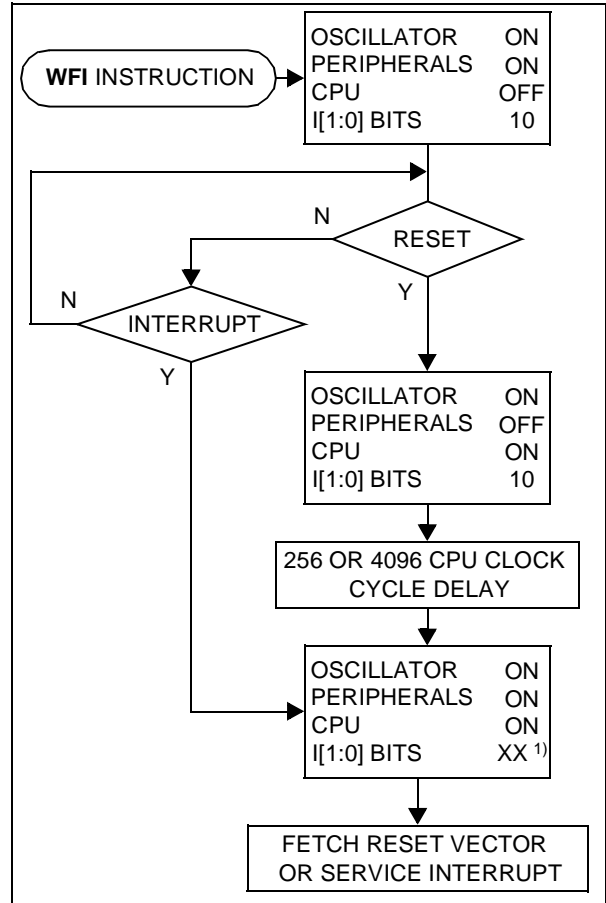 WFI INSTRUCTION
OSCILLATOR ON
PERIPHERALS ON
CPU OFF
I[1:0] BITS 10
N
RESET
Y
N
INTERRUPT
Y
OSCILLATOR ON
PERIPHERALS OFF
CPU ON
I[1:0] BITS 10
256 OR 4096 CPU CLOCK
CYCLE DELAY
OSCILLATOR ON
PERIPHERALS ON
CPU ON
I[1:0] BITS XX 1)
FETCH RESET VECTOR
OR SERVICE INTERRUPT